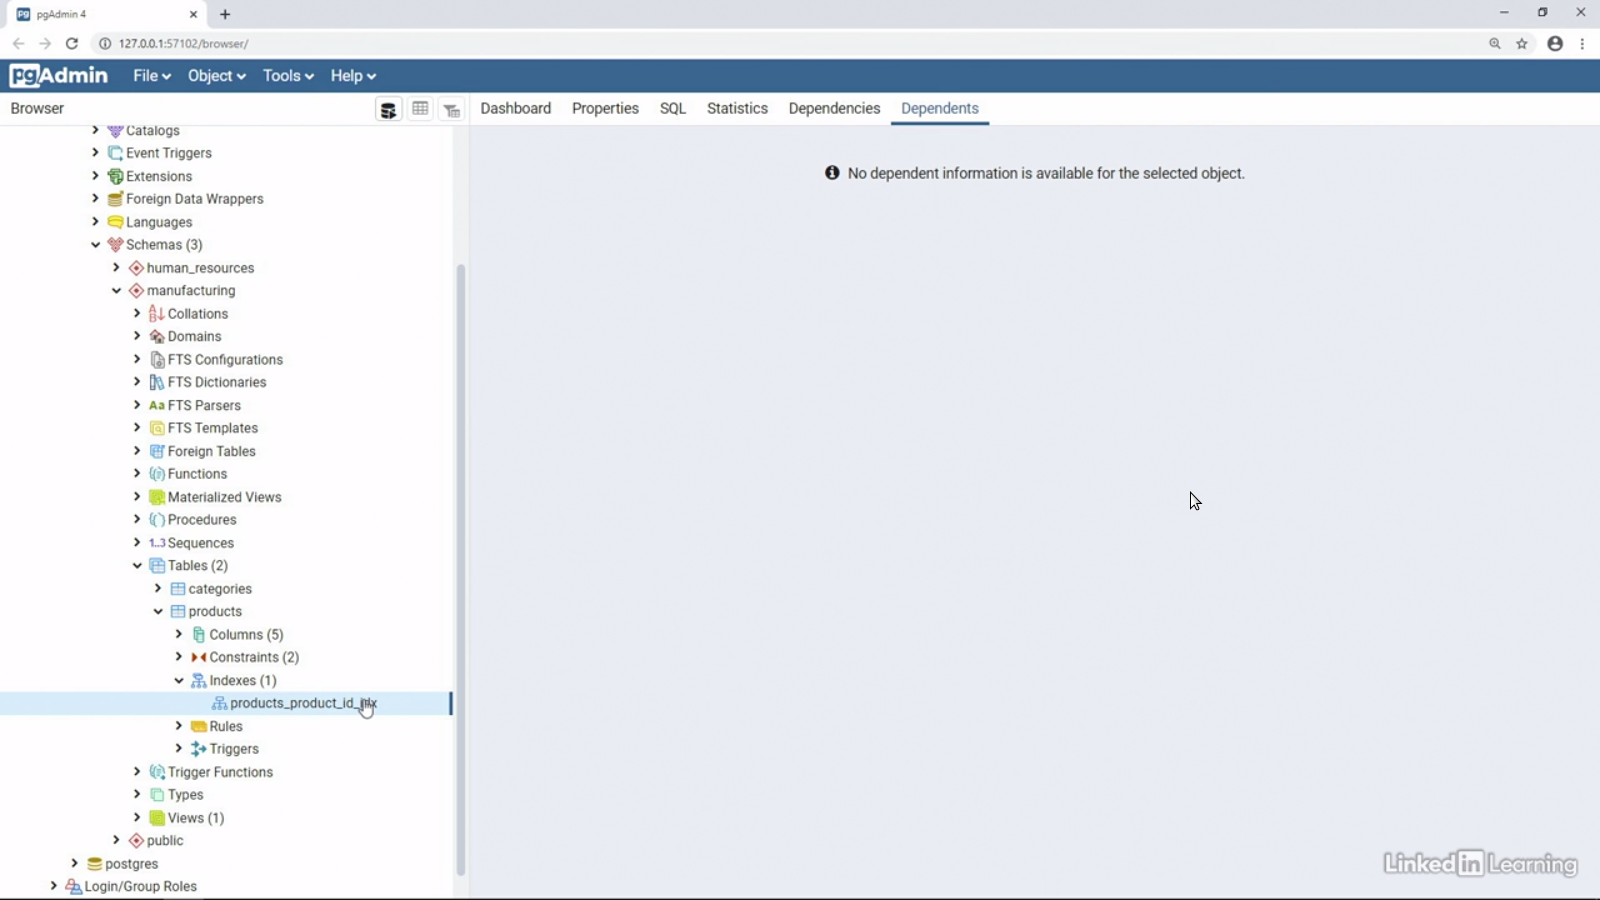 pgAdmin 4
127.0.0.1:57102/browser/
pgAdmin File Object Tools Help
Browser
Dashboard Properties SQL Statistics Dependencies Dependents
No dependent information is available for the selected object.
Catalogs
Event Triggers
Extensions
Foreign Data Wrappers
Languages
Schemas (3)
human_resources
manufacturing
Collations
Domains
FTS Configurations
FTS Dictionaries
Aa FTS Parsers
FTS Templates
Foreign Tables
Functions
Materialized Views
Procedures
1..3 Sequences
Tables (2)
categories
products
Columns (5)
Constraints (2)
Indexes (1)
Rules
Triggers
Trigger Functions
Types
Views (1)
public
postgres
Login/Group Roles
LinkedIn Learning